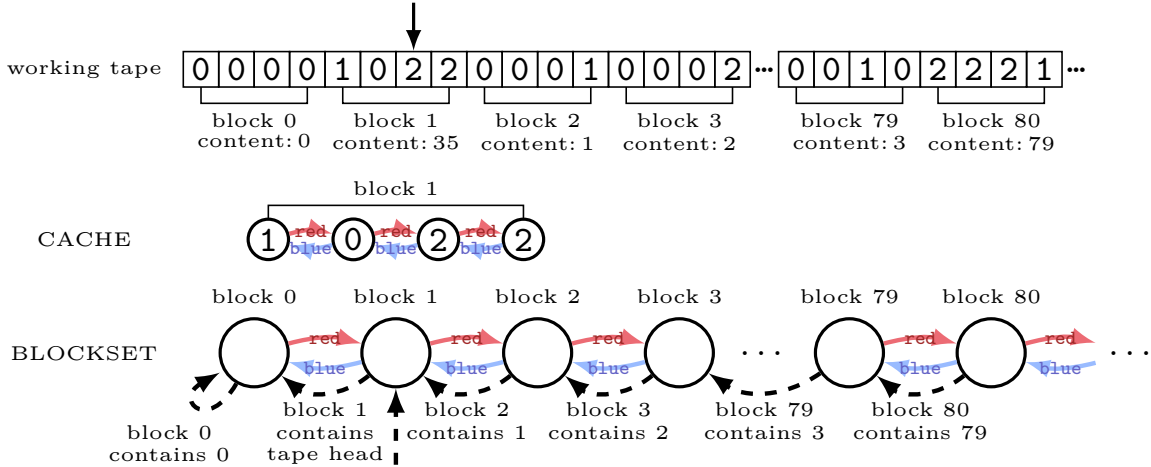 working tape 0 0 0 0 1 0 2 2 0 0 0 1 0 0 0 2 ... 0 0 1 0 2 2 2 1 ...
block 0 block 1 block 2 block 3 block 79 block 80
content: 0 content: 35 content: 1 content: 2 content: 3 content: 79
block 1
CACHE 1 red 0 red 2 red 2
blue blue blue
block 0 block 1 block 2 block 3 block 79 block 80
red red red red red
BLOCKSET ... ...
blue blue blue blue blue
block 1 block 2 block 3 block 79 block 80
block 0 contains contains 1 contains 2 contains 3 contains 79
contains 0 tape head